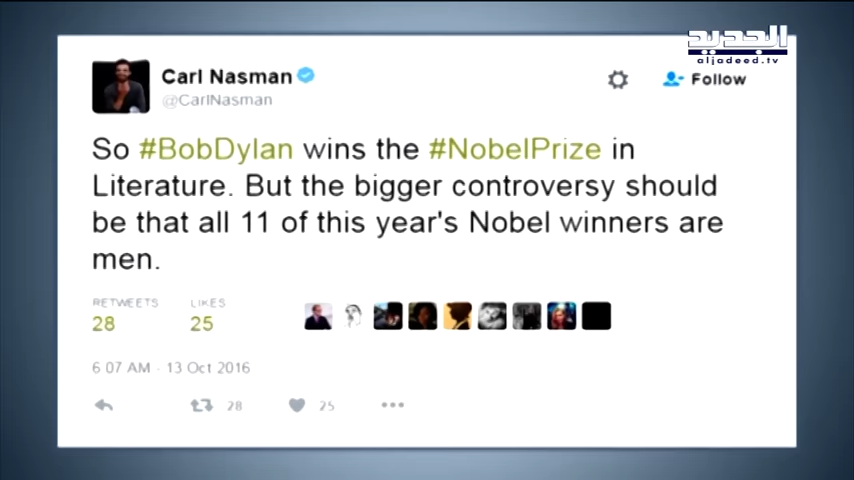 الجديد
aljadeed.tv
Carl Nasman
@CarlNasman
Follow
So #BobDylan wins the #NobelPrize in
Literature. But the bigger controversy should
be that all 11 of this year's Nobel winners are
men.
RETWEETS LIKES
28 25
6:07 AM - 13 Oct 2016
28 25